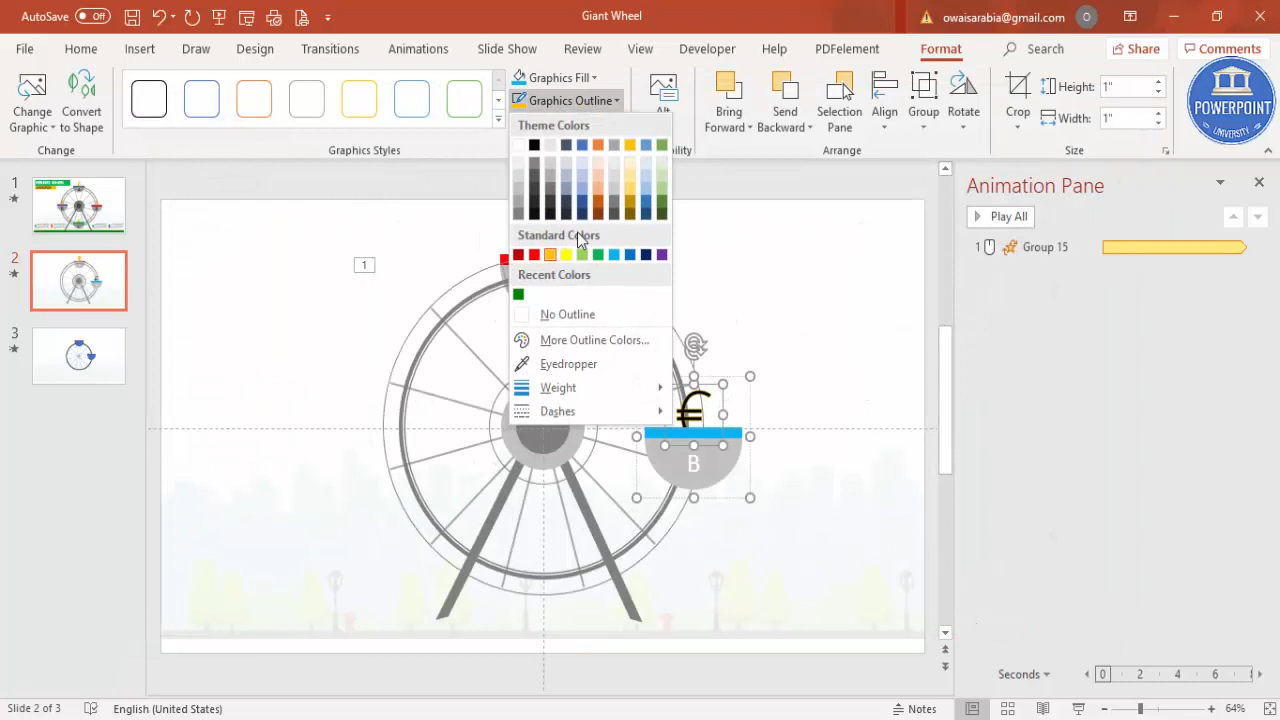 AutoSave Off
Giant Wheel
owaisarabia@gmail.com
O
File Home Insert Draw Design Transitions Animations Slide Show Review View Developer Help PDFelement Format Search Share Comments
Change Graphic
Convert to Shape
Graphics Fill
Graphics Outline
Alt
Bring Forward
Send Backward
Selection Pane
Align
Group
Rotate
Crop
Height: 1"
Width: 1"
Change
Graphics Styles
Arrange
Size
POWERPOINT
UNIVERSITY
Theme Colors
Standard Colors
Recent Colors
No Outline
More Outline Colors...
Eyedropper
Weight
Dashes
1
2
3
1
€
B
Animation Pane
Play All
1 Group 15
Seconds
0 2 4 6
Slide 2 of 3
English (United States)
Notes
64%